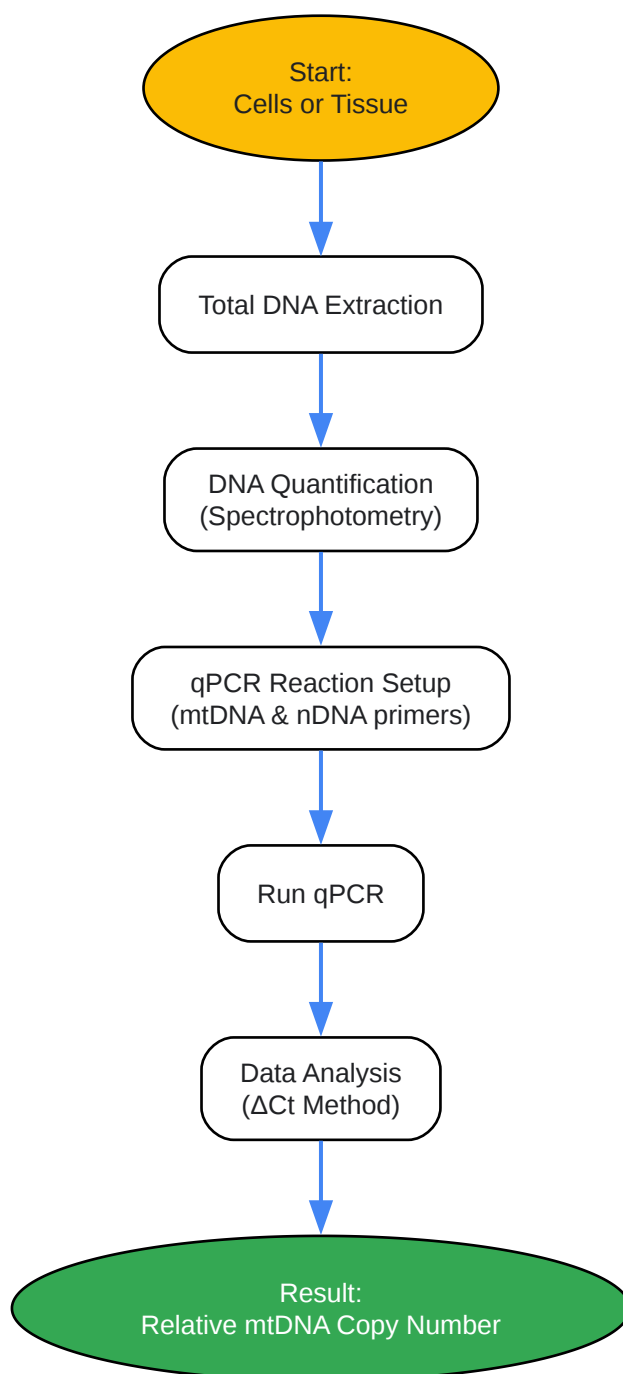 Start:
Cells or Tissue
Total DNA Extraction
DNA Quantification
(Spectrophotometry)
qPCR Reaction Setup
(mtDNA & nDNA primers)
Run qPCR
Data Analysis
(ΔCt Method)
Result:
Relative mtDNA Copy Number